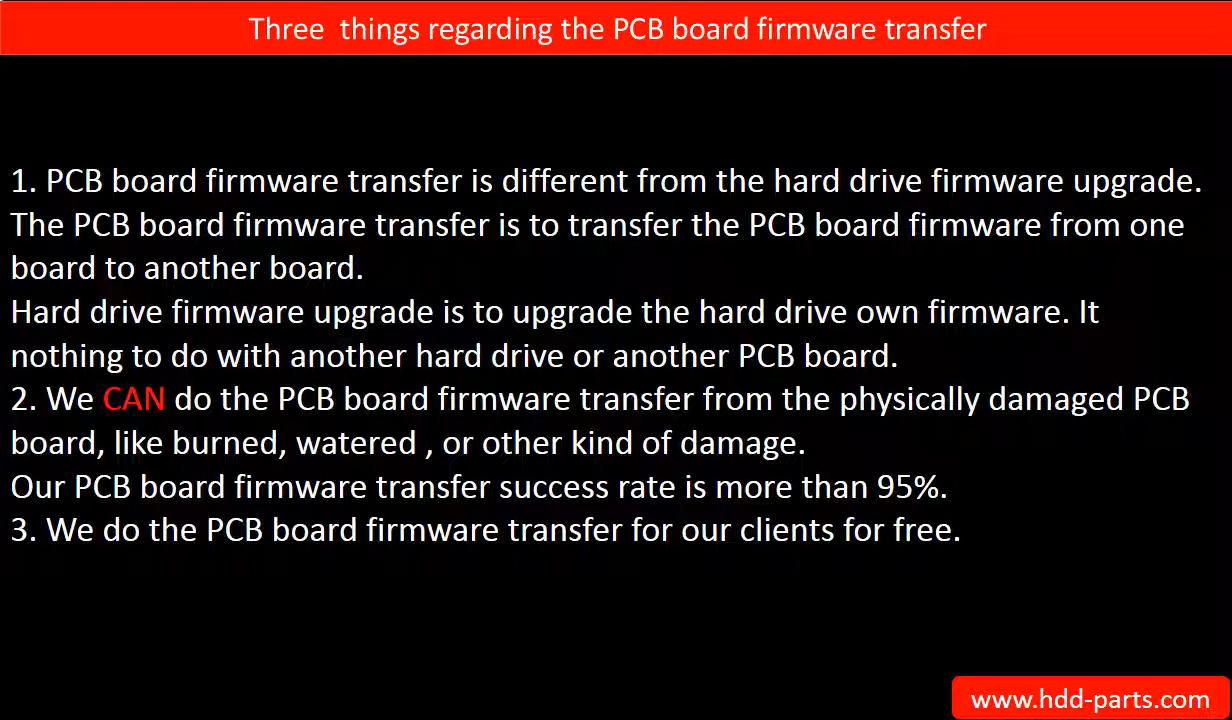 Three  things regarding the PCB board firmware transfer
1. PCB board firmware transfer is different from the hard drive firmware upgrade.
The PCB board firmware transfer is to transfer the PCB board firmware from one
board to another board.
Hard drive firmware upgrade is to upgrade the hard drive own firmware. It
nothing to do with another hard drive or another PCB board.
2. We CAN do the PCB board firmware transfer from the physically damaged PCB
board, like burned, watered , or other kind of damage.
Our PCB board firmware transfer success rate is more than 95%.
3. We do the PCB board firmware transfer for our clients for free.
www.hdd-parts.com